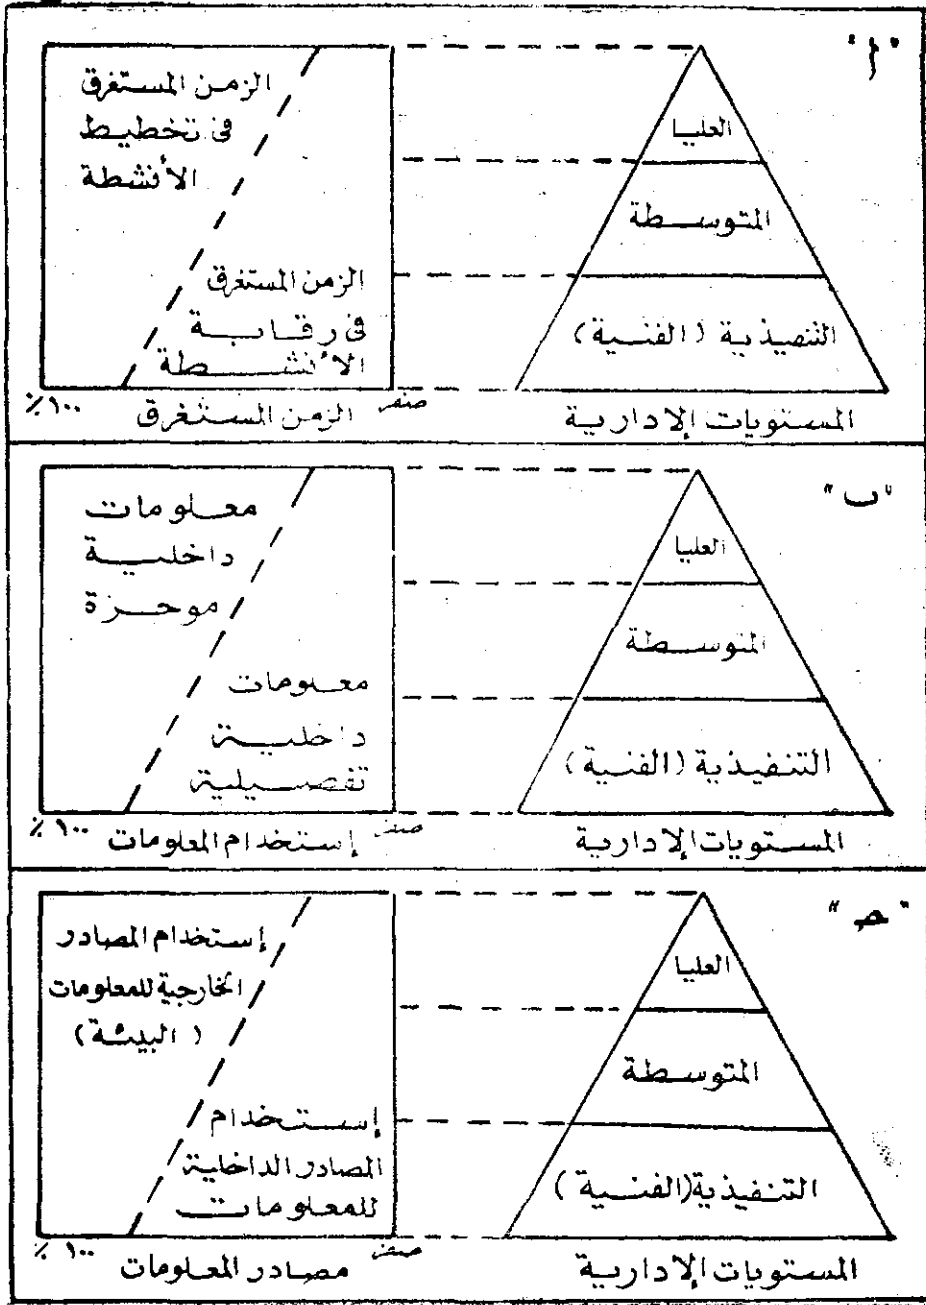 "أ"
العليا
المتوسطة
التنفيذية (الفنية)
المستويات الإدارية
الزمن المستغرق
فى تخطيط
الأنشطة
الزمن المستغرق
فى رقابة
الأنشطة
صفر
١٠٠ %
الزمن المستغرق
"ب"
العليا
المتوسطة
التنفيذية (الفنية)
المستويات الإدارية
معلومات
داخلية
موجزة
معلومات
داخلية
تفصيلية
صفر
١٠٠ %
إستخدام المعلومات
"حـ"
العليا
المتوسطة
التنفيذية (الفنية)
المستويات الإدارية
إستخدام المصادر
الخارجية للمعلومات
(البيئة)
إستخدام
المصادر الداخلية
للمعلومات
صفر
١٠٠ %
مصادر المعلومات